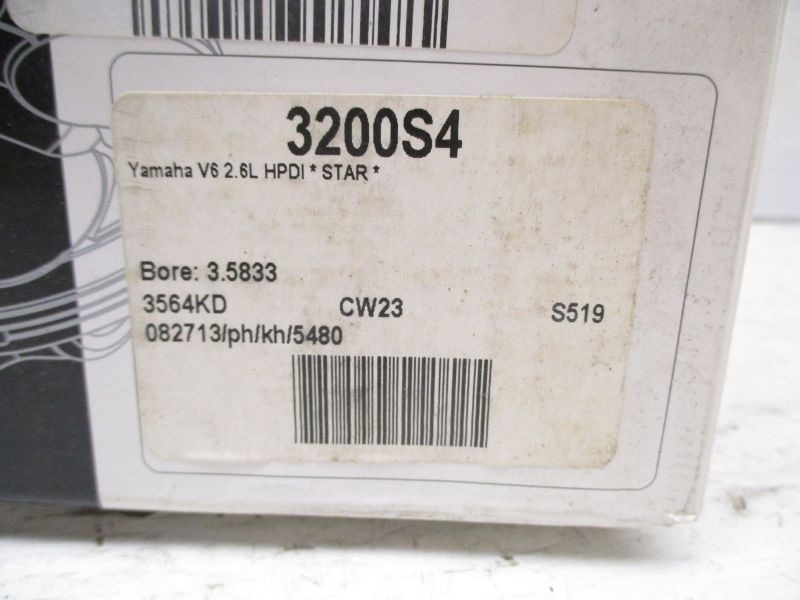 3200S4
Yamaha V6 2.6L HPDI * STAR *
Bore: 3.5833
3564KD CW23 S519
082713/ph/kh/5480